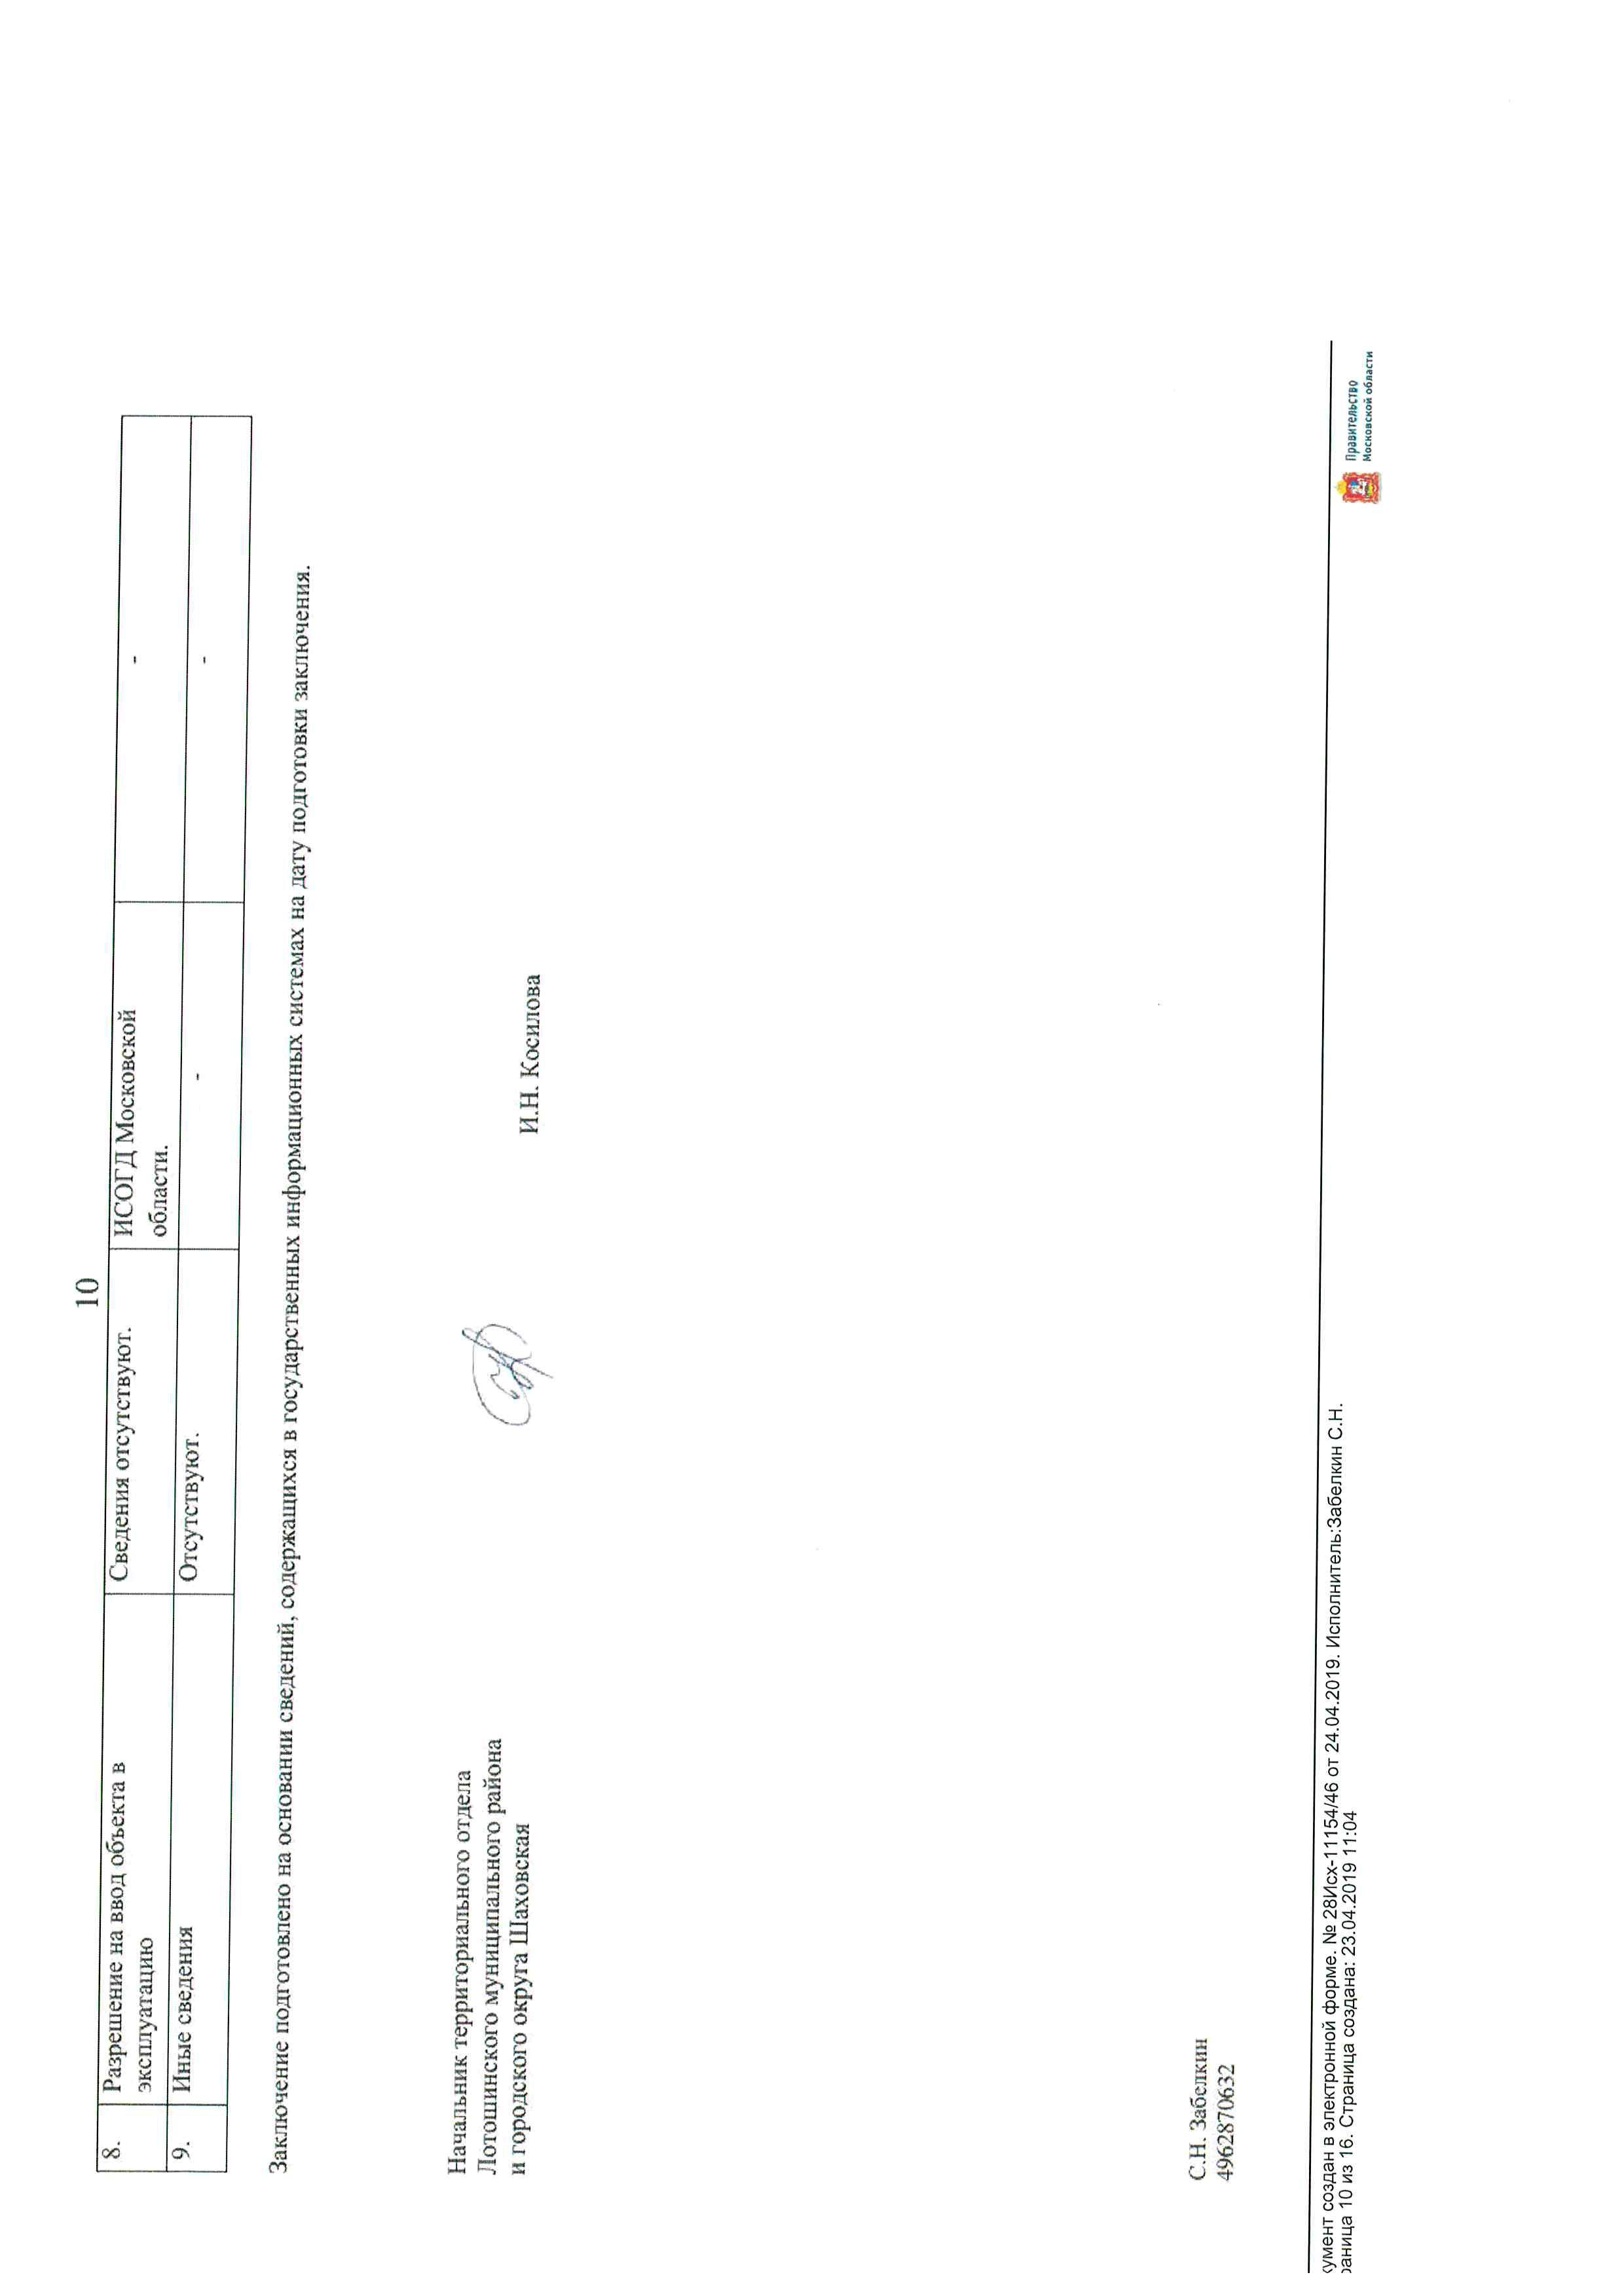 10
8. Разрешение на ввод объекта в Сведения отсутствуют. ИСОГД Московской -
эксплуатацию области.
9. Иные сведения Отсутствуют. - -
Заключение подготовлено на основании сведений, содержащихся в государственных информационных системах на дату подготовки заключения.
Начальник территориального отдела
Лотошинского муниципального района
и городского округа Шаховская И.Н. Косилова
С.Н. Забелкин
4962870632
кумент создан в электронной форме. № 28Исх-11154/46 от 24.04.2019. Исполнитель:Забелкин С.Н.
раница 10 из 16. Страница создана: 23.04.2019 11:04
Правительство
Московской области